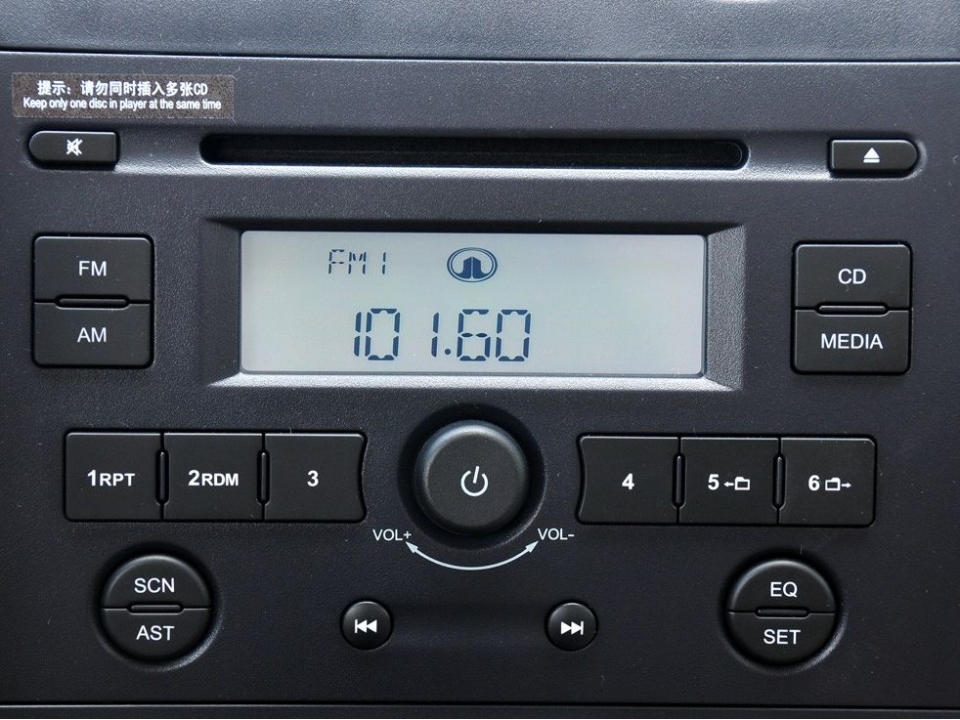 提示：请勿同时插入多张CD
Keep only one disc in player at the same time
FM1
101.60
FM
AM
CD
MEDIA
1RPT
2RDM
3
4
5
6
VOL+
VOL-
SCN
AST
EQ
SET